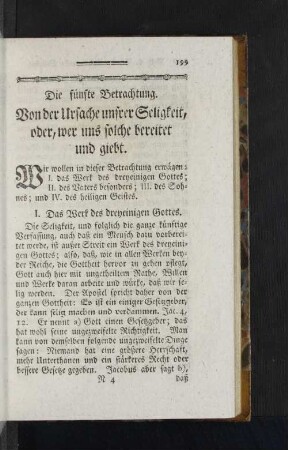 199
Die fünfte Betrachtung.
Von der Ursache unsrer Seligkeit,
oder, wer uns solche bereitet
und giebt.
Wir wollen in dieser Betrachtung erwägen:
I. das Werk des dreyeinigen Gottes;
II. des Vaters besonders; III. des Soh-
nes; und IV. des heiligen Geistes.
I. Das Werk des dreyeinigen Gottes.
Die Seligkeit, und folglich die ganze künftige
Verfassung, auch daß ein Mensch dazu vorberei-
tet werde, ist außer Streit ein Werk des dreyeini-
gen Gottes; also, daß, wie in allen Werken bey-
der Reiche, die Gottheit hervor zu gehen pflegt,
Gott auch hier mit ungetheiltem Rathe, Willen
und Werke daran arbeite und würke, daß wir se-
lig werden. Der Apostel spricht daher von der
ganzen Gottheit: Es ist ein einiger Gesetzgeber,
der kann selig machen und verdammen. Jac. 4,
12. Er nennt a) Gott einen Gesetzgeber; das
hat wohl seine ungezweifelte Richtigkeit. Man
kann von demselben folgende ungezweifelte Dinge
sagen: Niemand hat eine größere Herrschaft,
mehr Unterthanen und ein stärkeres Recht oder
bessere Gesetze gegeben. Jacobus aber sagt b),
N 4 daß